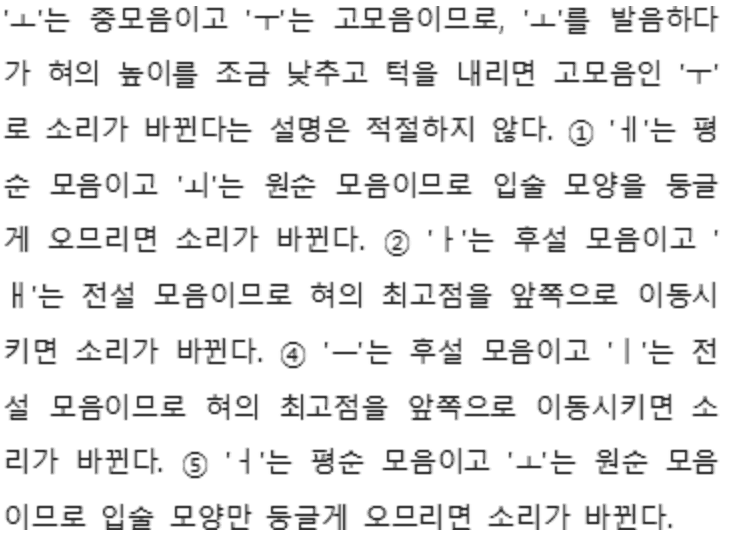 'ㅗ'는 중모음이고 'ㅜ'는 고모음이므로, 'ㅗ'를 발음하다
가 혀의 높이를 조금 낮추고 턱을 내리면 고모음인 'ㅜ'
로 소리가 바뀐다는 설명은 적절하지 않다. ① 'ㅔ'는 평
순 모음이고 'ㅚ'는 원순 모음이므로 입술 모양을 둥글
게 오므리면 소리가 바뀐다. ② 'ㅏ'는 후설 모음이고 '
ㅐ'는 전설 모음이므로 혀의 최고점을 앞쪽으로 이동시
키면 소리가 바뀐다. ④ 'ㅡ'는 후설 모음이고 'ㅣ'는 전
설 모음이므로 혀의 최고점을 앞쪽으로 이동시키면 소
리가 바뀐다. ⑤ 'ㅓ'는 평순 모음이고 'ㅗ'는 원순 모음
이므로 입술 모양만 둥글게 오므리면 소리가 바뀐다.